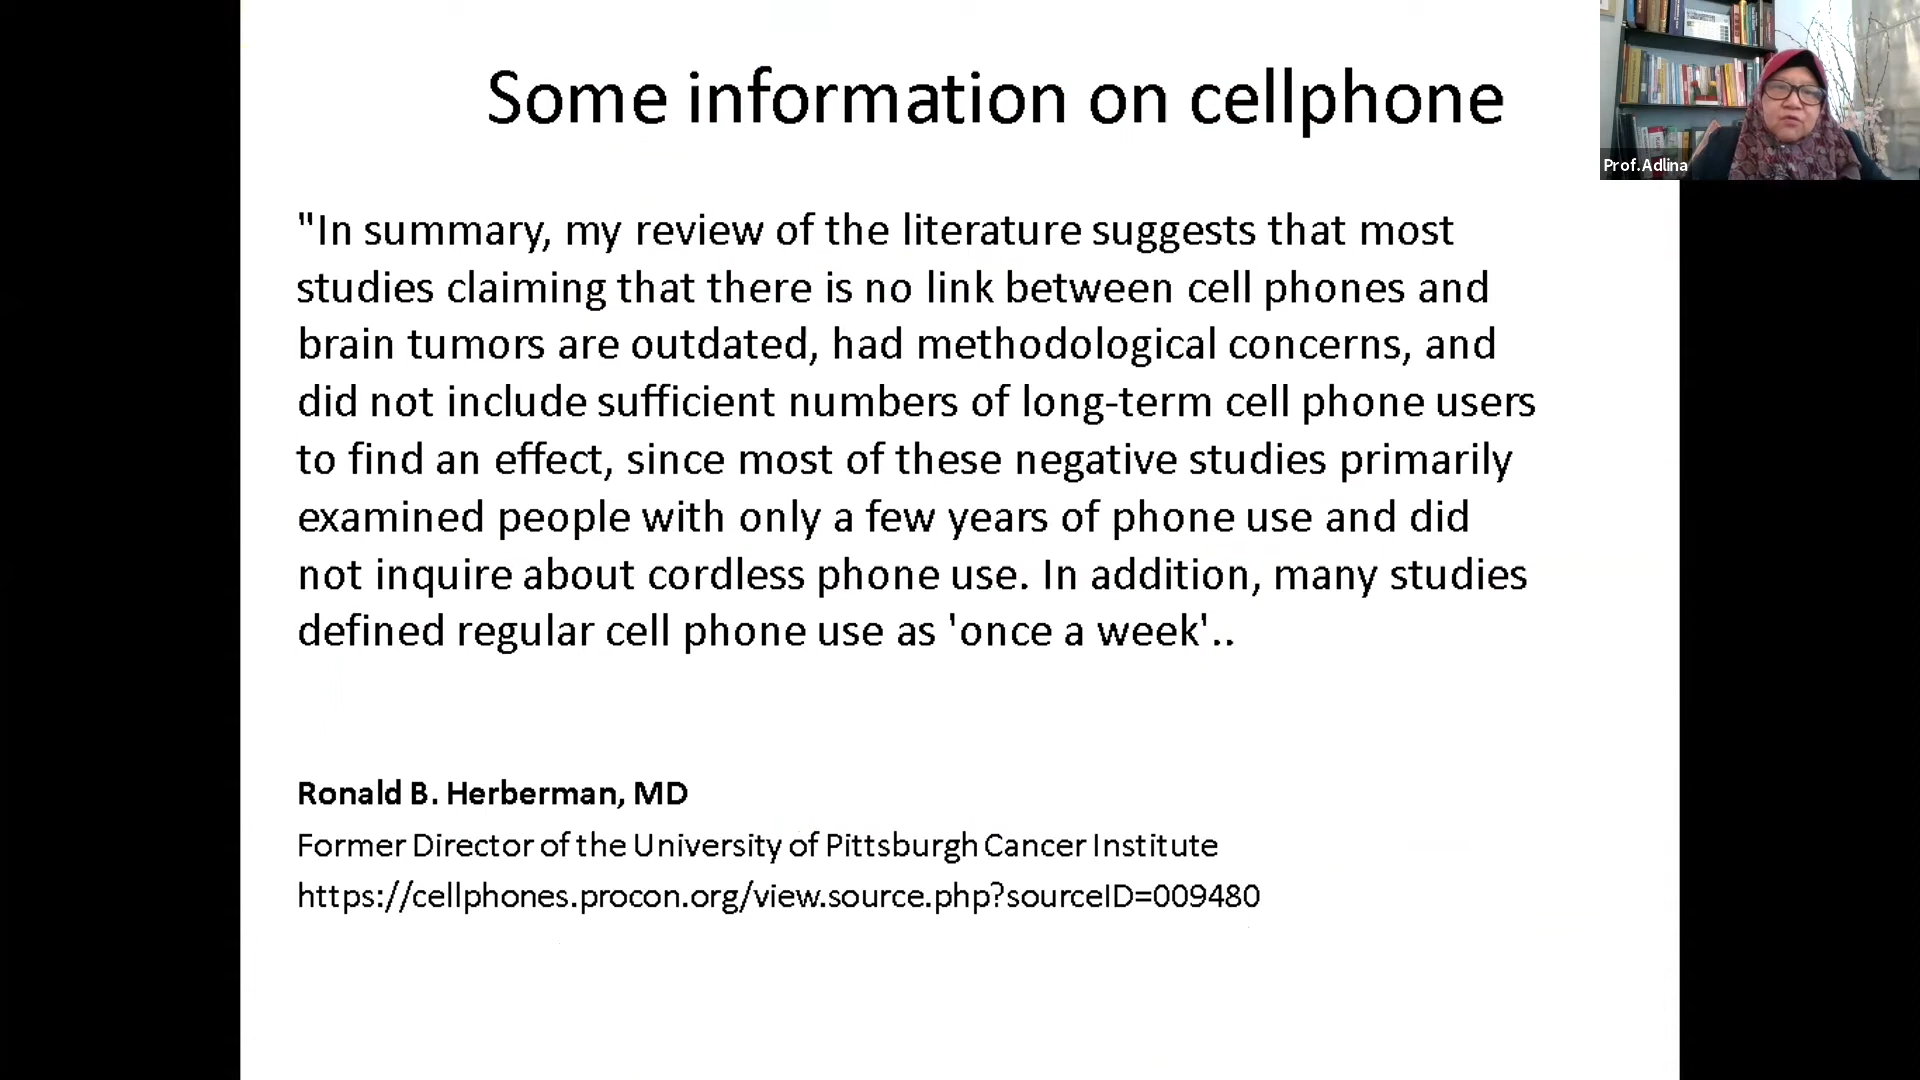 Some information on cellphone
Prof.Adlina
"In summary, my review of the literature suggests that most
studies claiming that there is no link between cell phones and
brain tumors are outdated, had methodological concerns, and
did not include sufficient numbers of long-term cell phone users
to find an effect, since most of these negative studies primarily
examined people with only a few years of phone use and did
not inquire about cordless phone use. In addition, many studies
defined regular cell phone use as 'once a week'..
Ronald B. Herberman, MD
Former Director of the University of Pittsburgh Cancer Institute
https://cellphones.procon.org/view.source.php?sourceID=009480